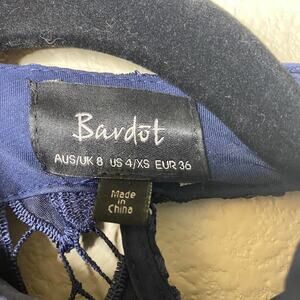 Bardot
AUS/UK 8 US 4/XS EUR 36
Made
in
China